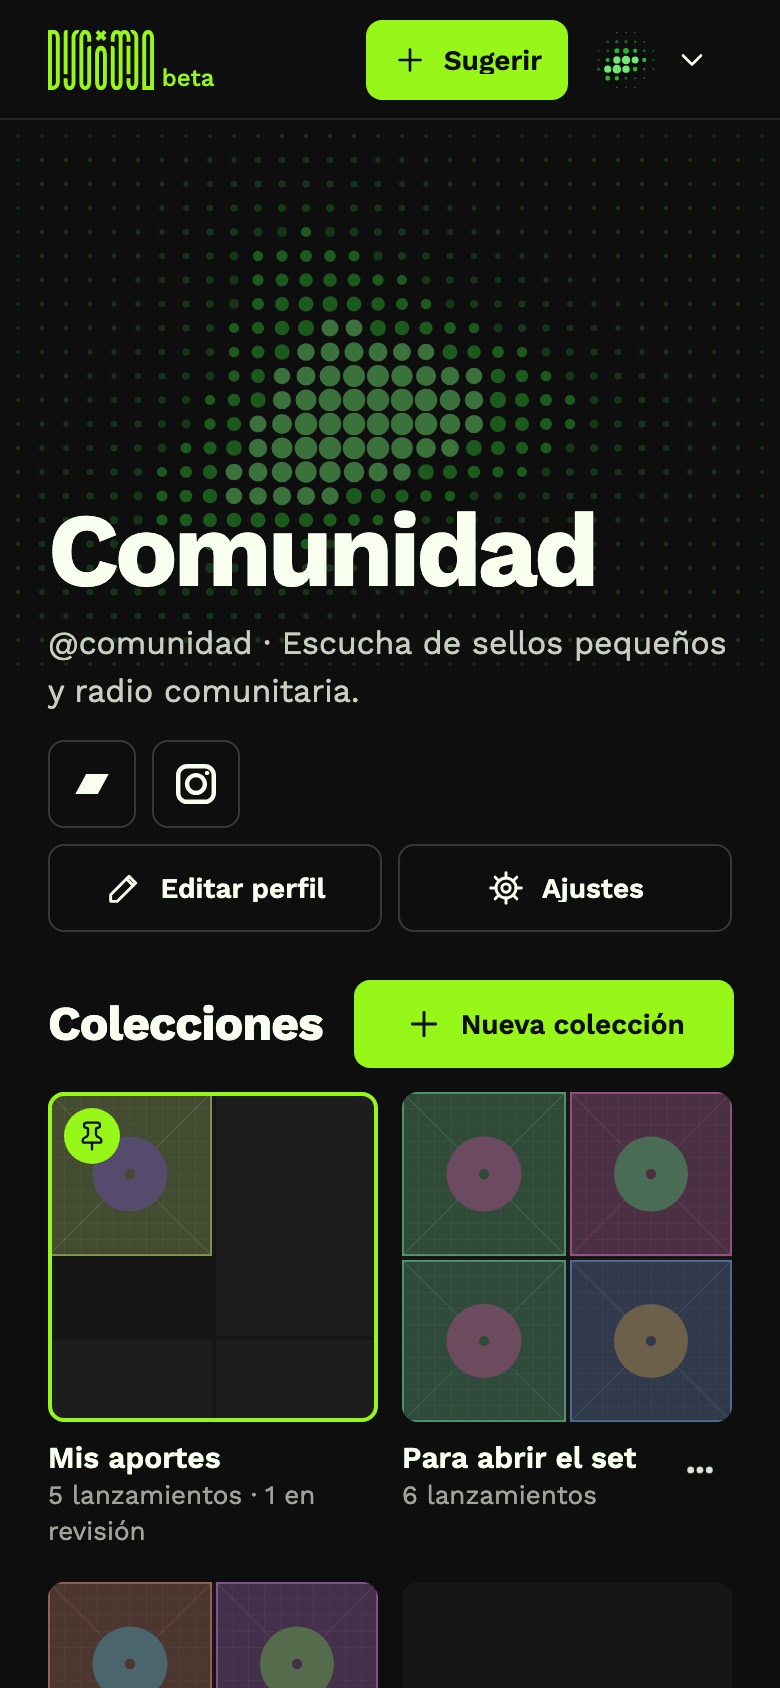 beta
Sugerir
Comunidad
@comunidad · Escucha de sellos pequeños
y radio comunitaria.
Editar perfil
Ajustes
Colecciones
Nueva colección
Mis aportes
5 lanzamientos · 1 en
revisión
Para abrir el set
6 lanzamientos